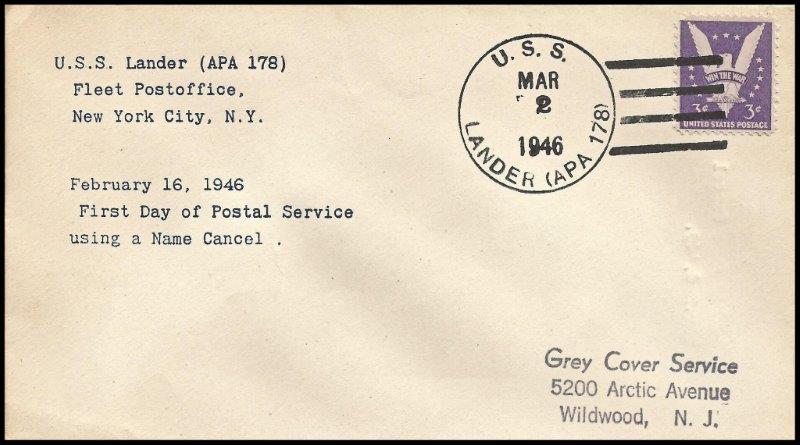 U.S.S. Lander (APA 178)
Fleet Postoffice,
New York City, N.Y.
February 16, 1946
First Day of Postal Service
using a Name Cancel .
U. S. S.
MAR
2
1946
LANDER (APA 178)
WIN THE WAR
3¢ 3¢
UNITED STATES POSTAGE
Grey Cover Service
5200 Arctic Avenue
Wildwood, N. J.